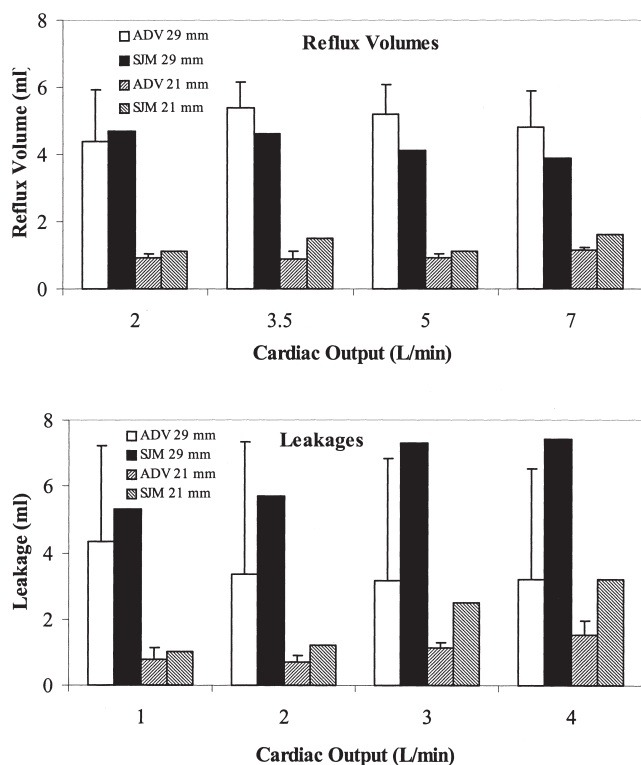 Reflux Volumes
ADV 29 mm
SJM 29 mm
ADV 21 mm
SJM 21 mm
8
6
4
2
0
Reflux Volume (ml)
2 3.5 5 7
Cardiac Output (L/min)
Leakages
ADV 29 mm
SJM 29 mm
ADV 21 mm
SJM 21 mm
8
6
4
2
0
Leakage (ml)
1 2 3 4
Cardiac Output (L/min)